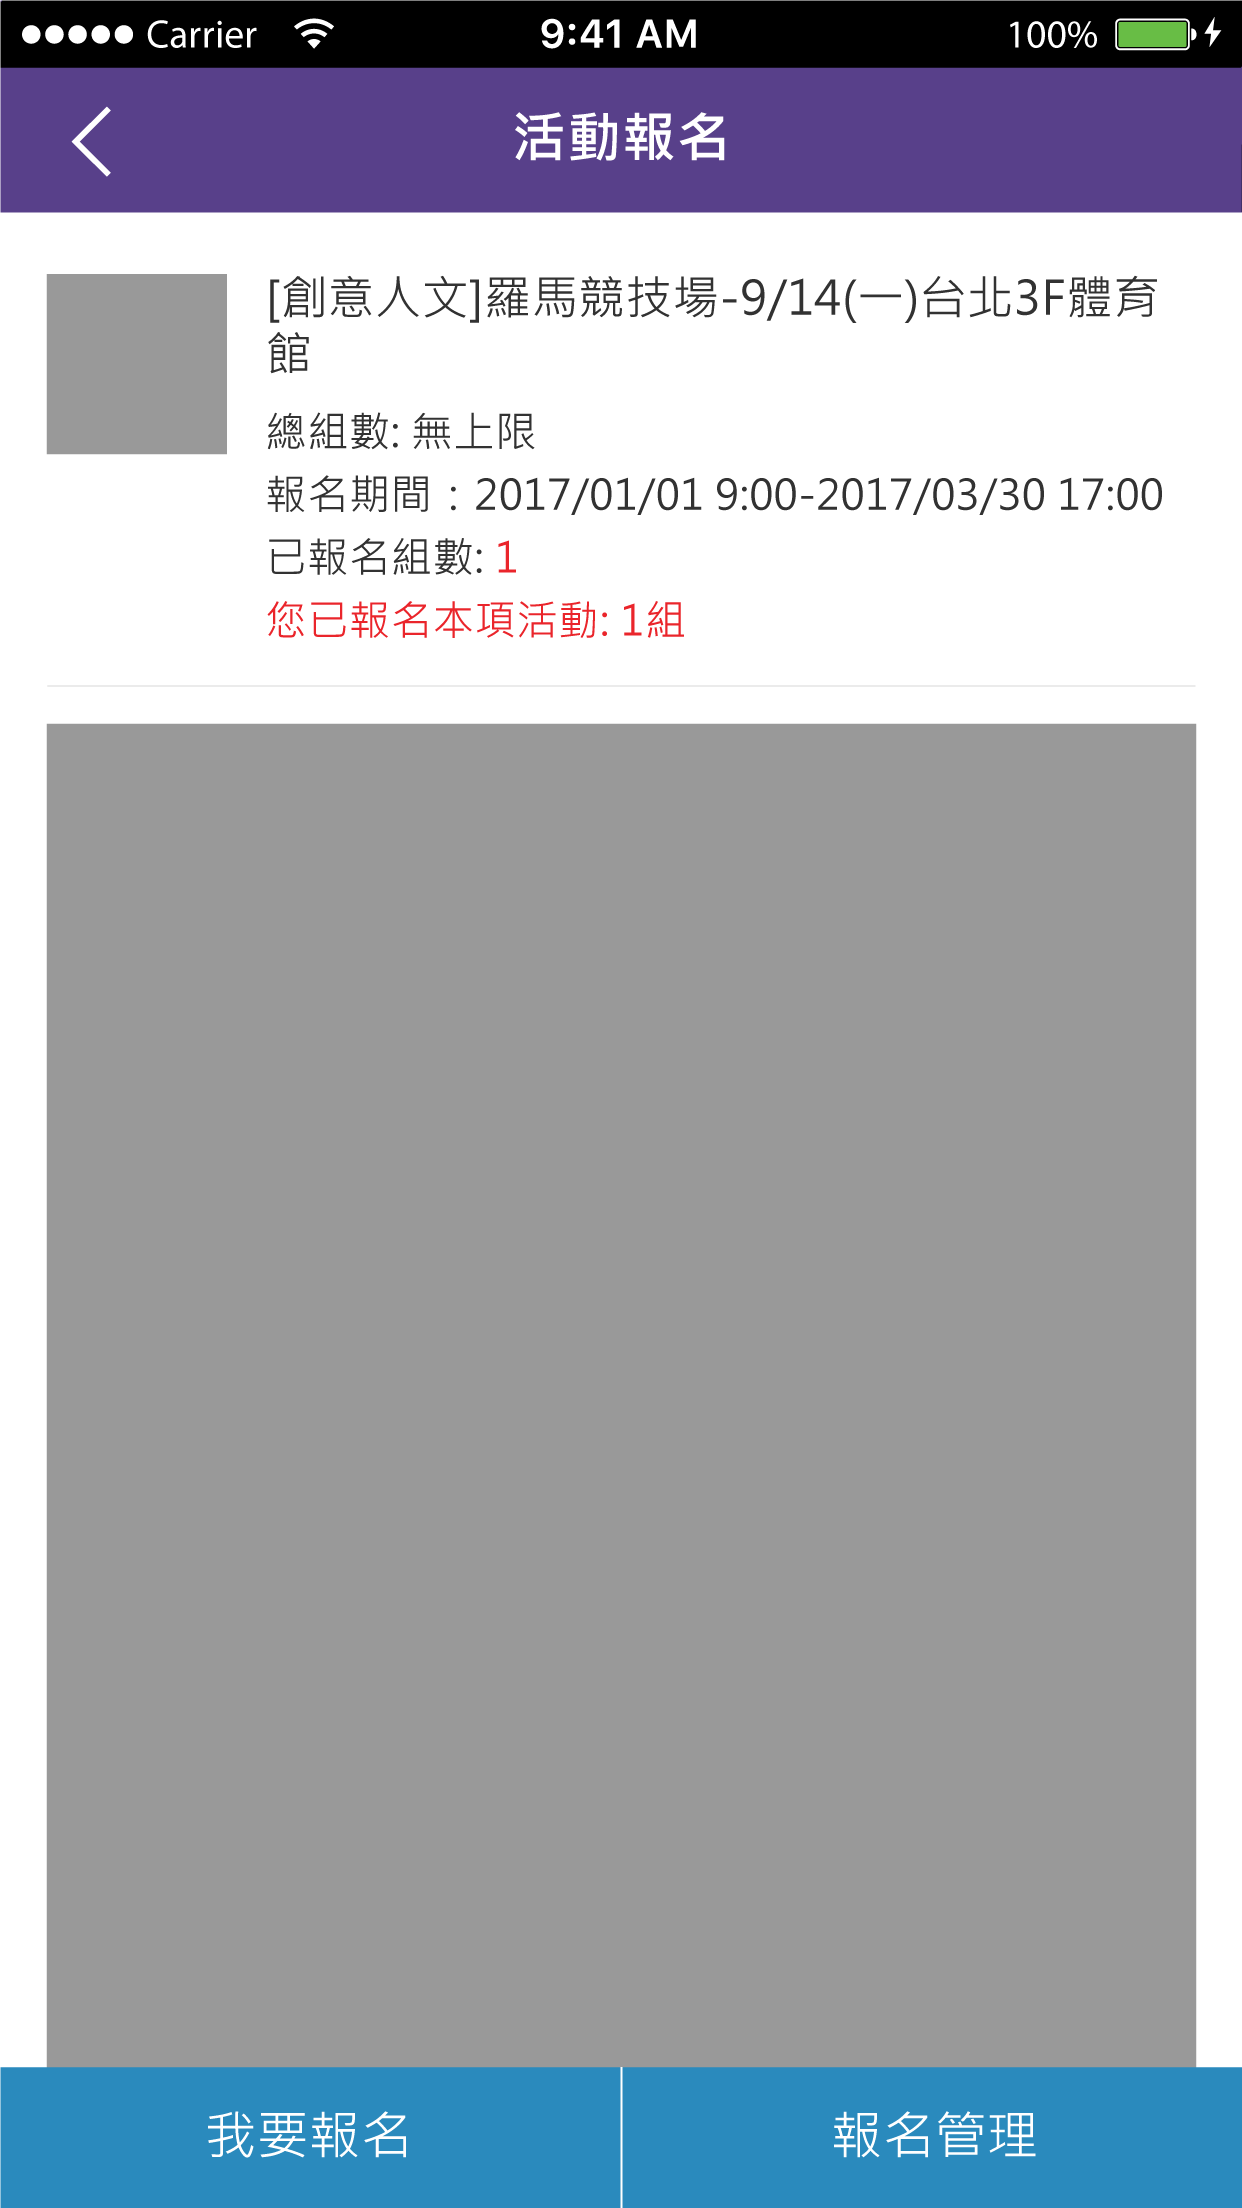 Carrier 9:41 AM 100%
活動報名
[創意人文]羅馬競技場-9/14(一)台北3F體育
館
總組數: 無上限
報名期間：2017/01/01 9:00-2017/03/30 17:00
已報名組數: 1
您已報名本項活動: 1組
我要報名 報名管理